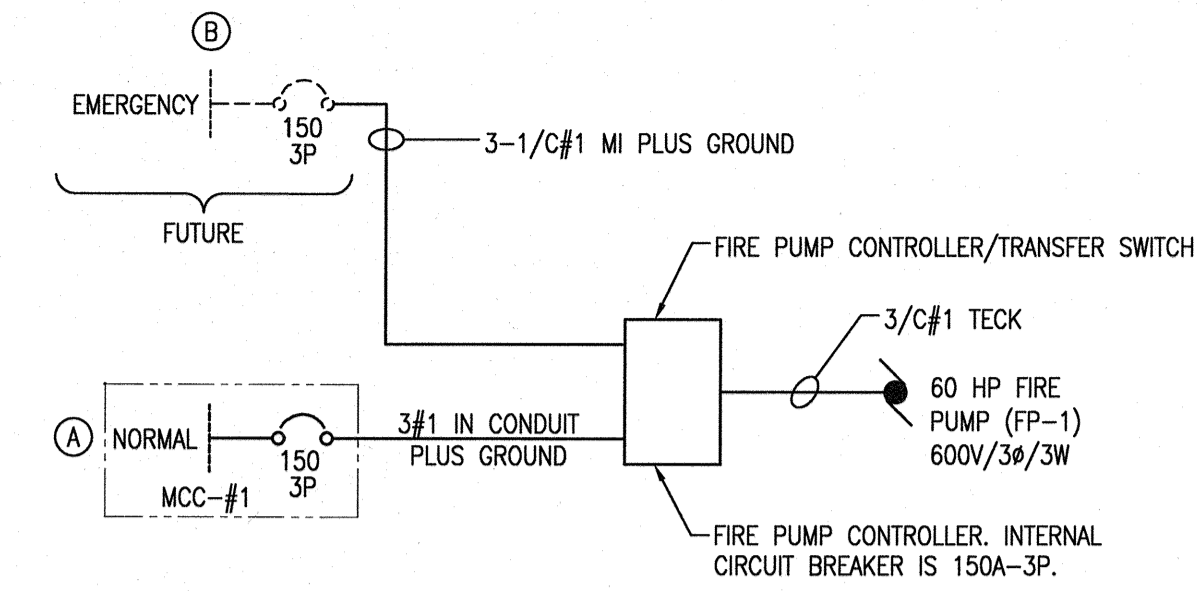 B
EMERGENCY
150
3P
3-1/C#1 MI PLUS GROUND
FUTURE
FIRE PUMP CONTROLLER/TRANSFER SWITCH
3/C#1 TECK
60 HP FIRE
PUMP (FP-1)
600V/3ø/3W
A
NORMAL
150
3P
MCC-#1
3#1 IN CONDUIT
PLUS GROUND
FIRE PUMP CONTROLLER. INTERNAL
CIRCUIT BREAKER IS 150A-3P.